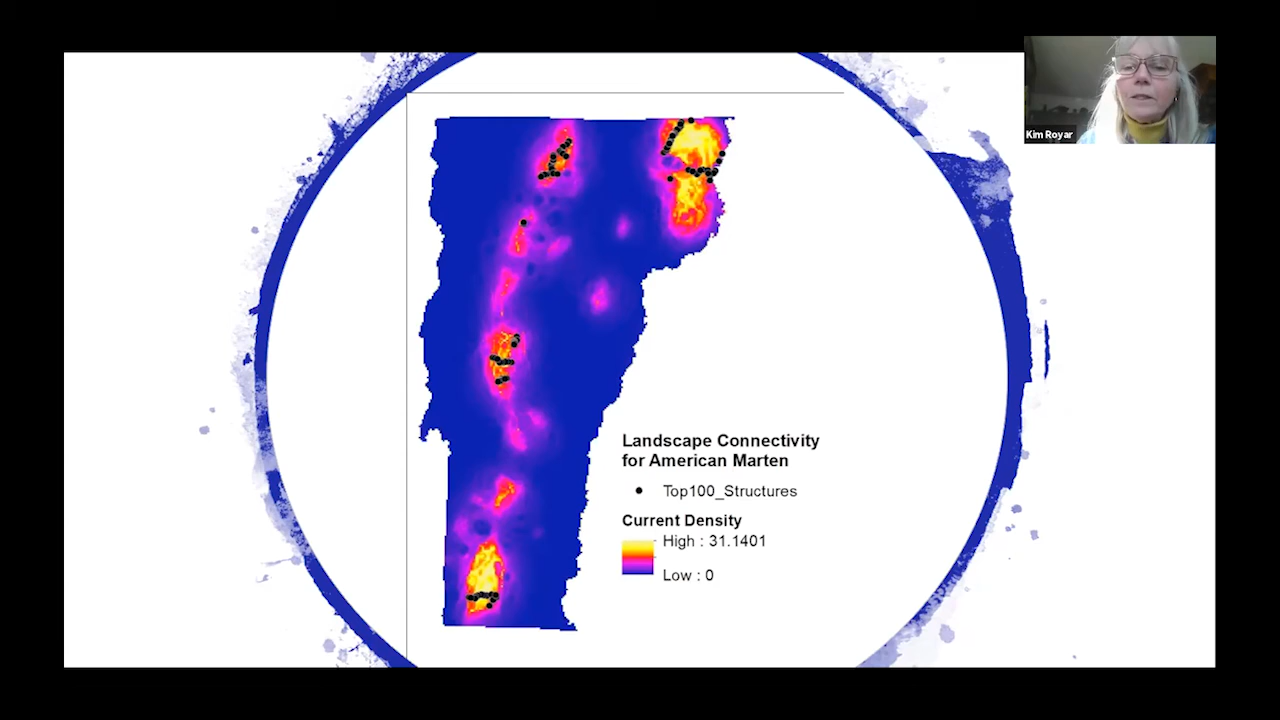 Kim Royar
Landscape Connectivity
for American Marten
Top100_Structures
Current Density
High : 31.1401
Low : 0